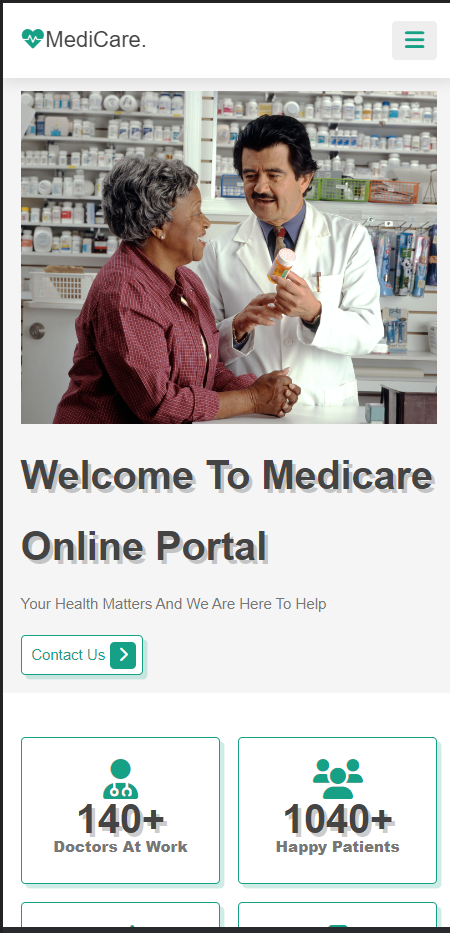 MediCare.
Welcome To Medicare
Online Portal
Your Health Matters And We Are Here To Help
Contact Us
140+
Doctors At Work
1040+
Happy Patients